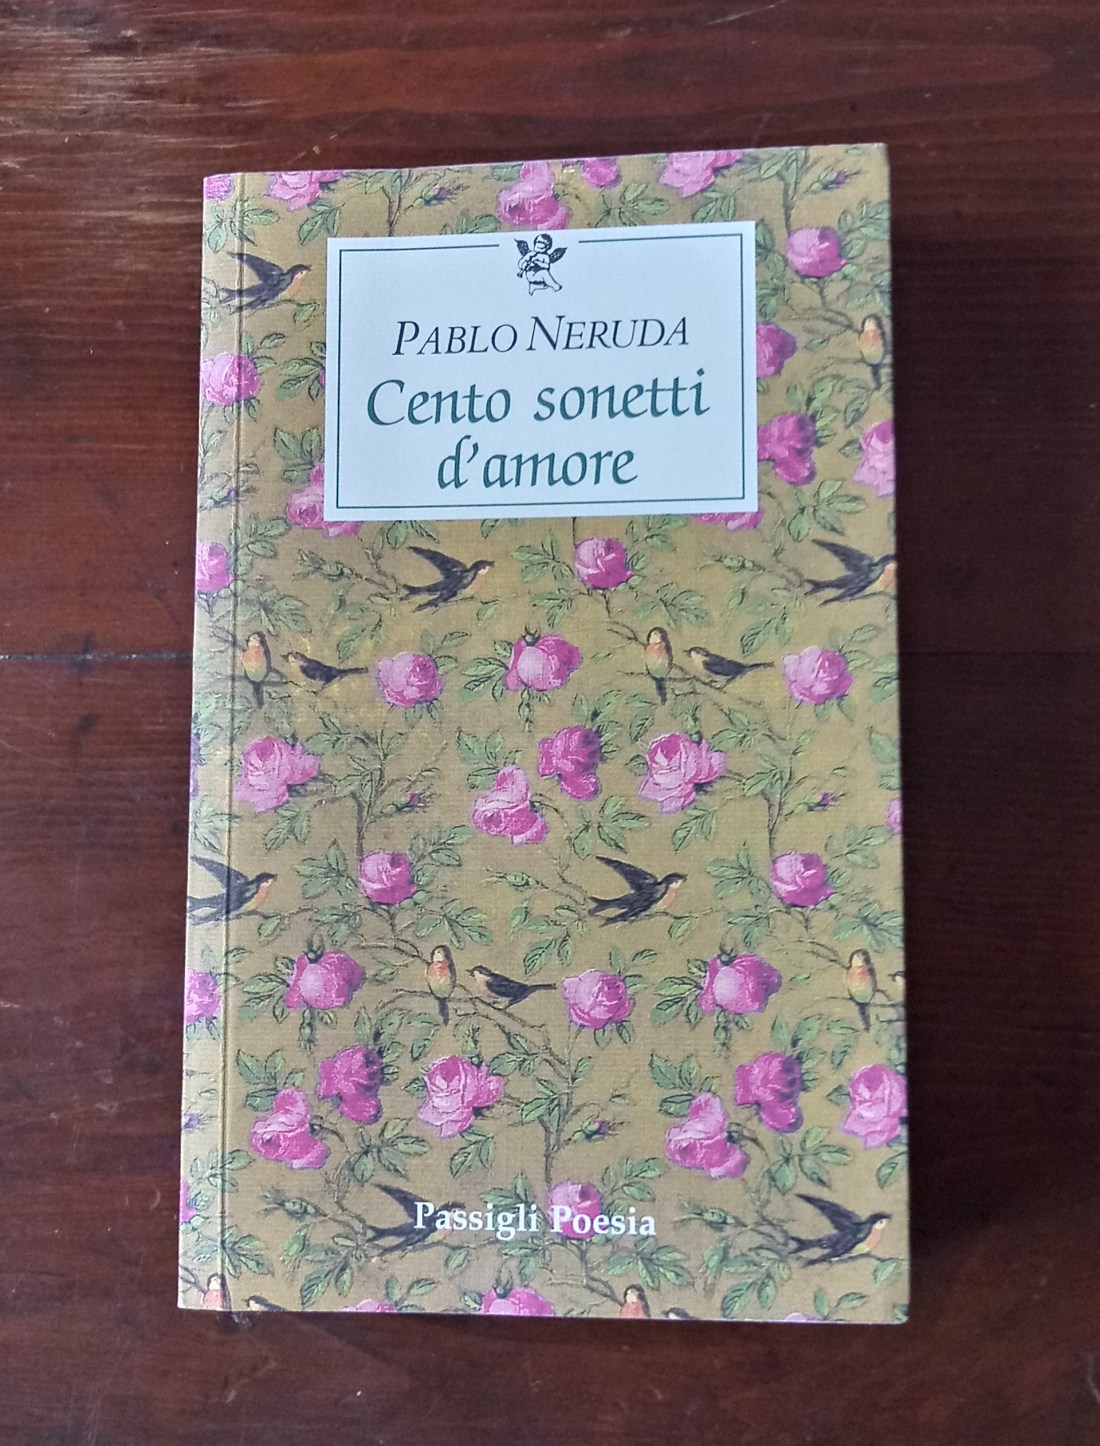 PABLO NERUDA
Cento sonetti
d'amore
Passigli Poesia